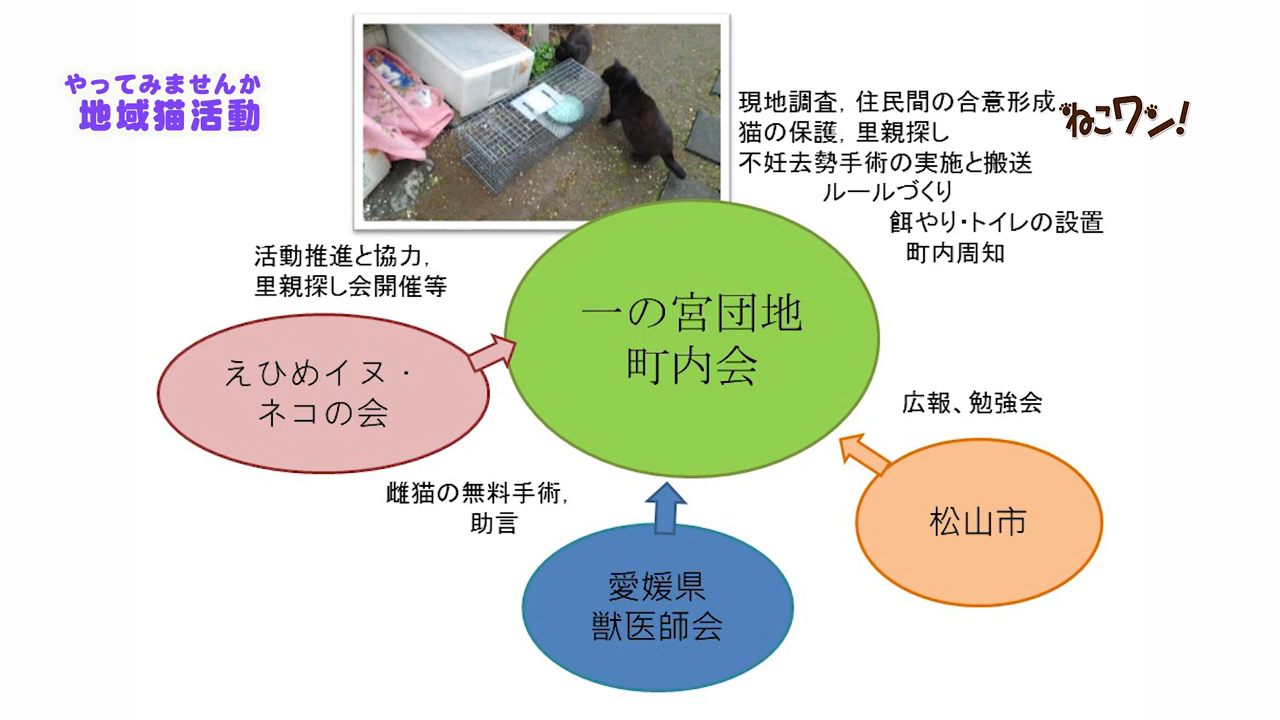 やってみませんか
地域猫活動
ねこワン!
現地調査，住民間の合意形成
猫の保護，里親探し
不妊去勢手術の実施と搬送
ルールづくり
餌やり・トイレの設置
町内周知
活動推進と協力，
里親探し会開催等
一の宮団地
町内会
えひめイヌ・
ネコの会
広報、勉強会
雌猫の無料手術，
助言
松山市
愛媛県
獣医師会